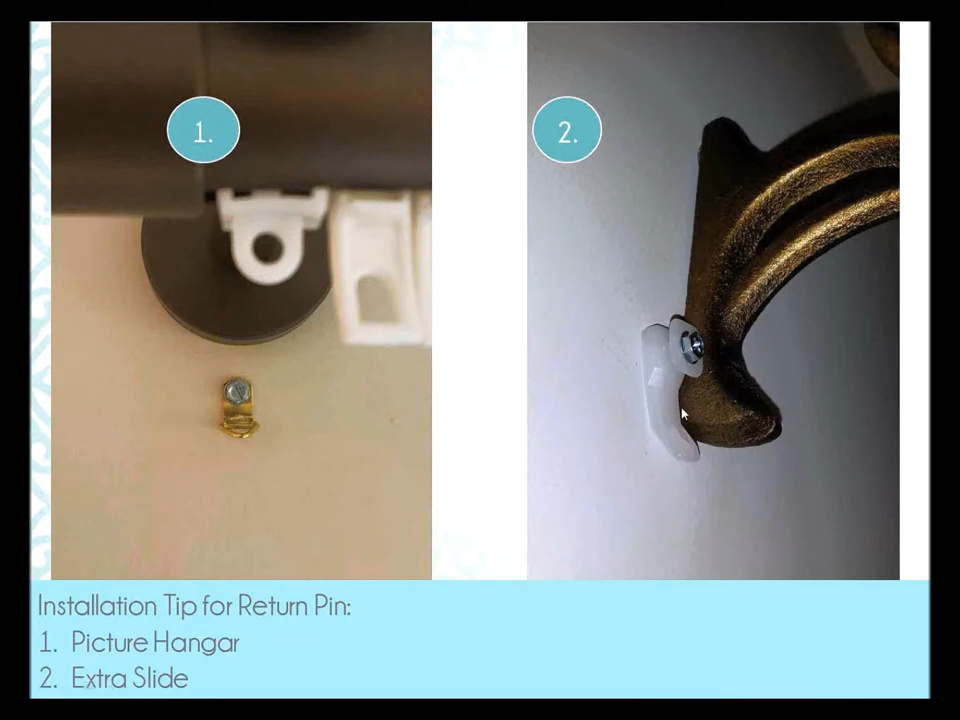 1.
2.
Installation Tip for Return Pin:
1. Picture Hangar
2. Extra Slide